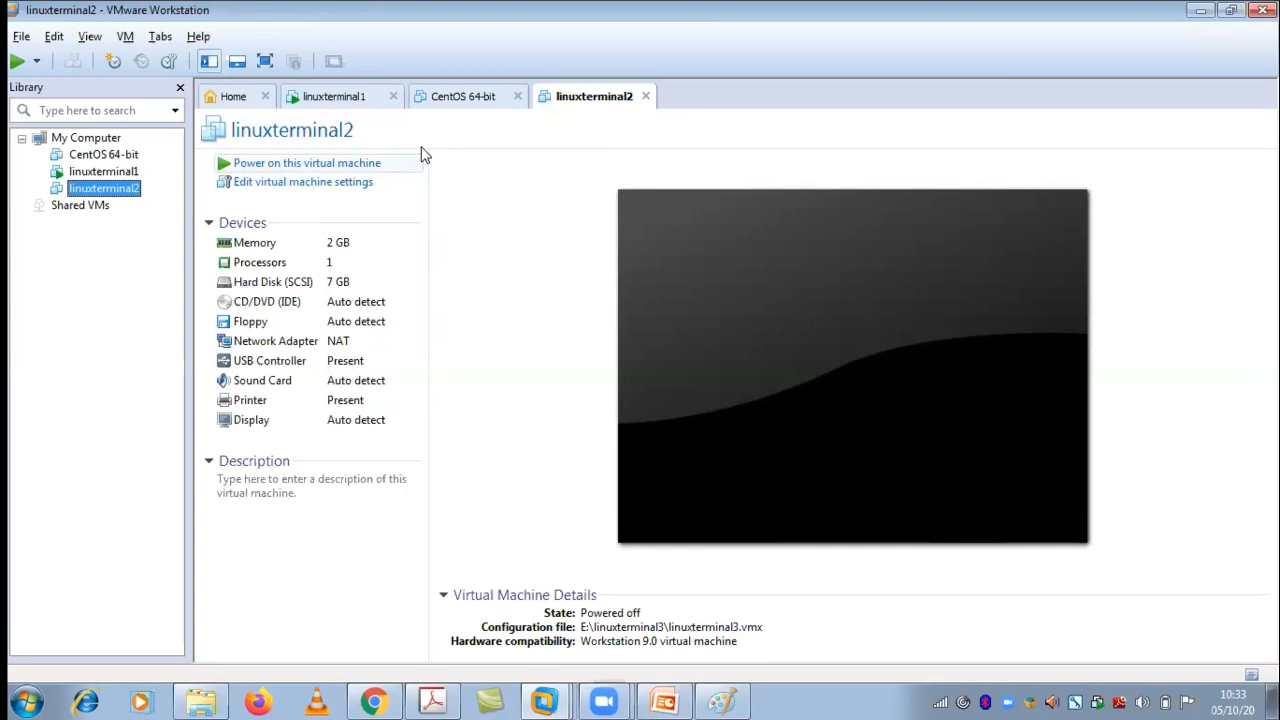 linuxterminal2 - VMware Workstation
File Edit View VM Tabs Help
Library
Type here to search
My Computer
CentOS 64-bit
linuxterminal1
linuxterminal2
Shared VMs
Home linuxterminal1 CentOS 64-bit linuxterminal2
linuxterminal2
Power on this virtual machine
Edit virtual machine settings
Devices
Memory 2 GB
Processors 1
Hard Disk (SCSI) 7 GB
CD/DVD (IDE) Auto detect
Floppy Auto detect
Network Adapter NAT
USB Controller Present
Sound Card Auto detect
Printer Present
Display Auto detect
Description
Type here to enter a description of this
virtual machine.
Virtual Machine Details
State: Powered off
Configuration file: E:\linuxterminal3\linuxterminal3.vmx
Hardware compatibility: Workstation 9.0 virtual machine
10:33
05/10/20